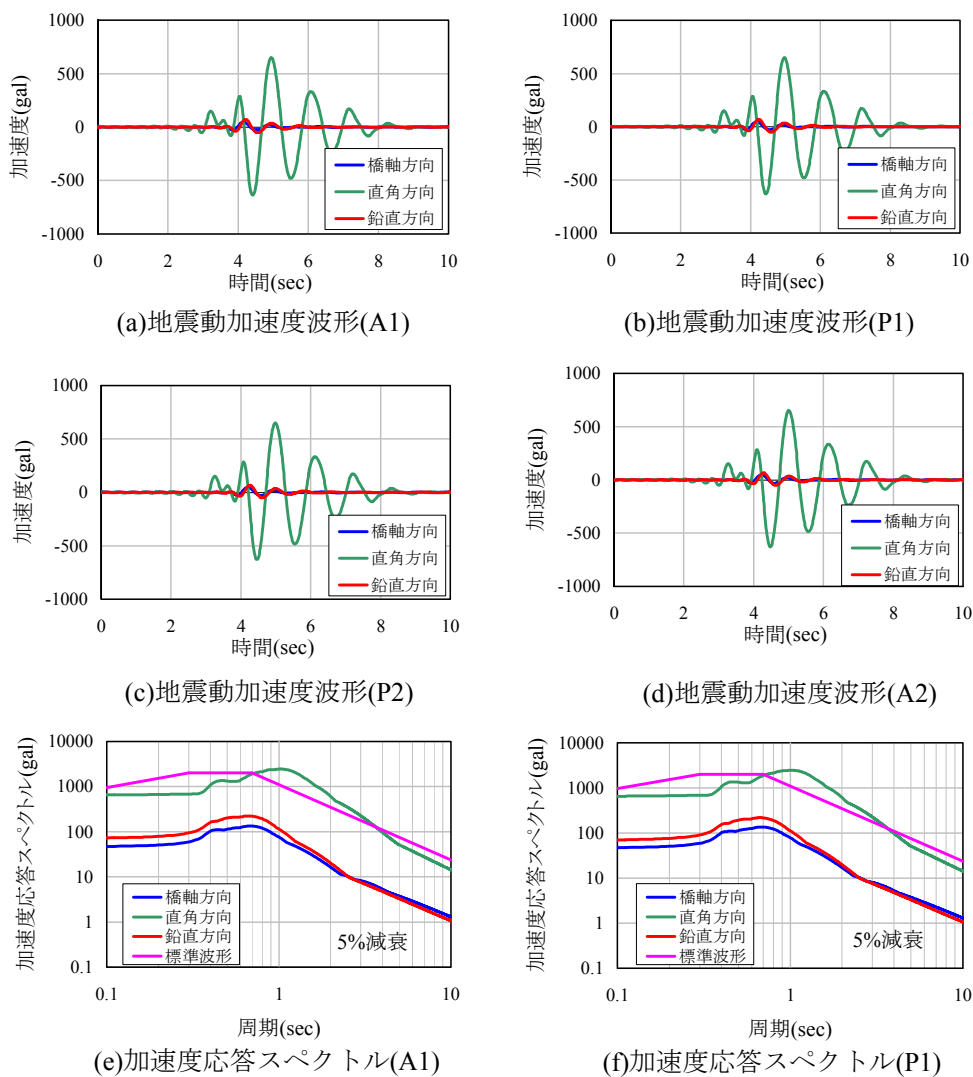 1000
500
0
-500
-1000
加速度(gal)
橋軸方向
直角方向
鉛直方向
0 2 4 6 8 10
時間(sec)
(a)地震動加速度波形(A1)
1000
500
0
-500
-1000
加速度(gal)
橋軸方向
直角方向
鉛直方向
0 2 4 6 8 10
時間(sec)
(b)地震動加速度波形(P1)
1000
500
0
-500
-1000
加速度(gal)
橋軸方向
直角方向
鉛直方向
0 2 4 6 8 10
時間(sec)
(c)地震動加速度波形(P2)
1000
500
0
-500
-1000
加速度(gal)
橋軸方向
直角方向
鉛直方向
0 2 4 6 8 10
時間(sec)
(d)地震動加速度波形(A2)
10000
1000
100
10
1
0.1
加速度応答スペクトル(gal)
橋軸方向
直角方向
鉛直方向
標準波形
5%減衰
0.1 1 10
周期(sec)
(e)加速度応答スペクトル(A1)
10000
1000
100
10
1
0.1
加速度応答スペクトル(gal)
橋軸方向
直角方向
鉛直方向
標準波形
5%減衰
0.1 1 10
周期(sec)
(f)加速度応答スペクトル(P1)